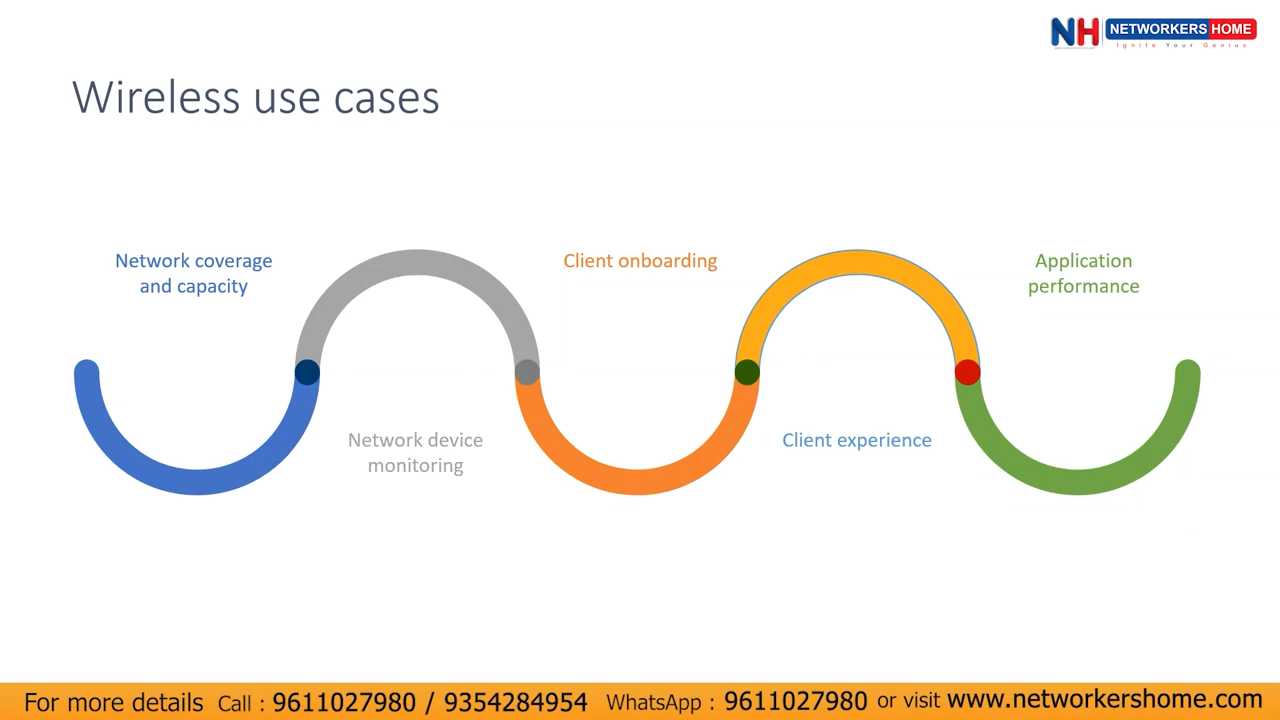 NH NETWORKERS HOME
Ignite Your Genius
Wireless use cases
Network coverage
and capacity
Client onboarding
Application
performance
Network device
monitoring
Client experience
For more details Call : 9611027980 / 9354284954 WhatsApp : 9611027980 or visit www.networkershome.com